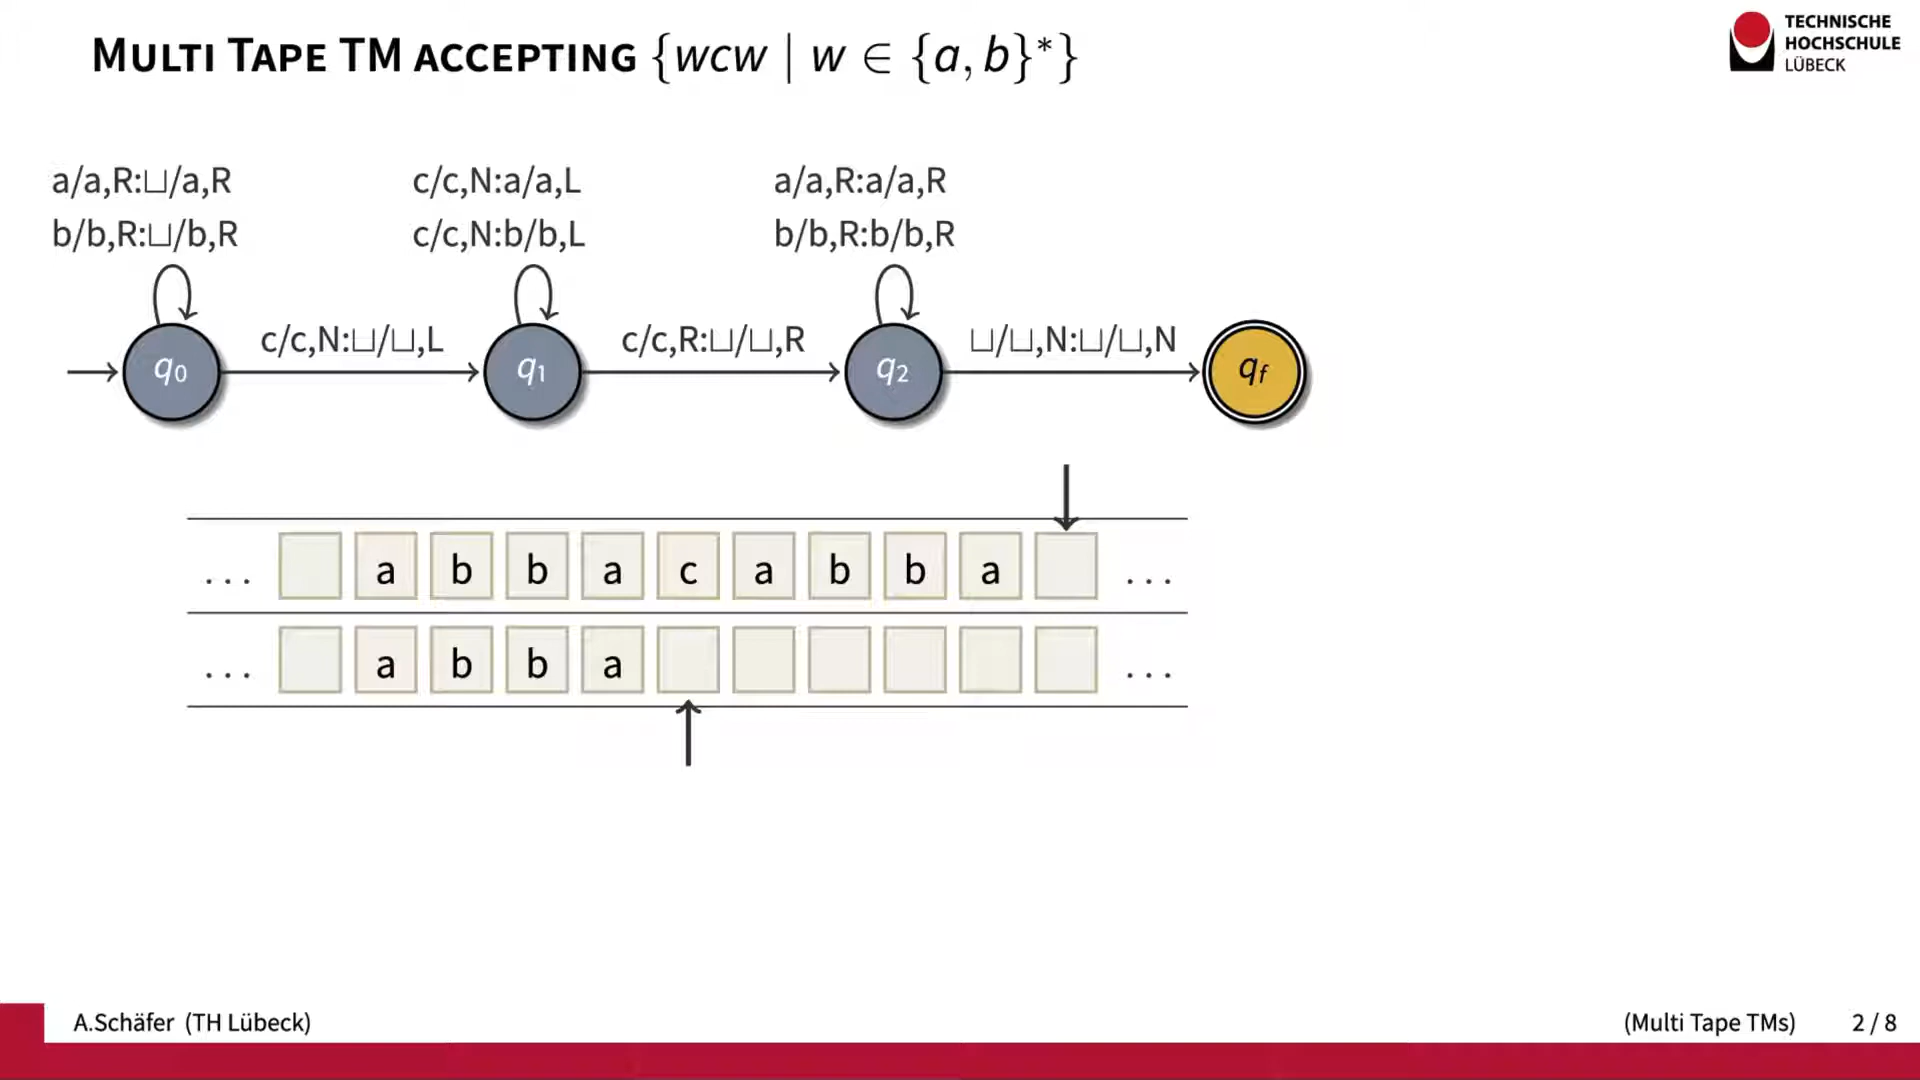 MULTI TAPE TM ACCEPTING {wcw | w ∈ {a, b}*}
TECHNISCHE
HOCHSCHULE
LÜBECK
a/a,R:⊔/a,R c/c,N:a/a,L a/a,R:a/a,R
b/b,R:⊔/b,R c/c,N:b/b,L b/b,R:b/b,R
c/c,N:⊔/⊔,L c/c,R:⊔/⊔,R ⊔/⊔,N:⊔/⊔,N
q0 q1 q2 qf
... a b b a c a b b a ...
... a b b a ...
A.Schäfer (TH Lübeck) (Multi Tape TMs) 2 / 8